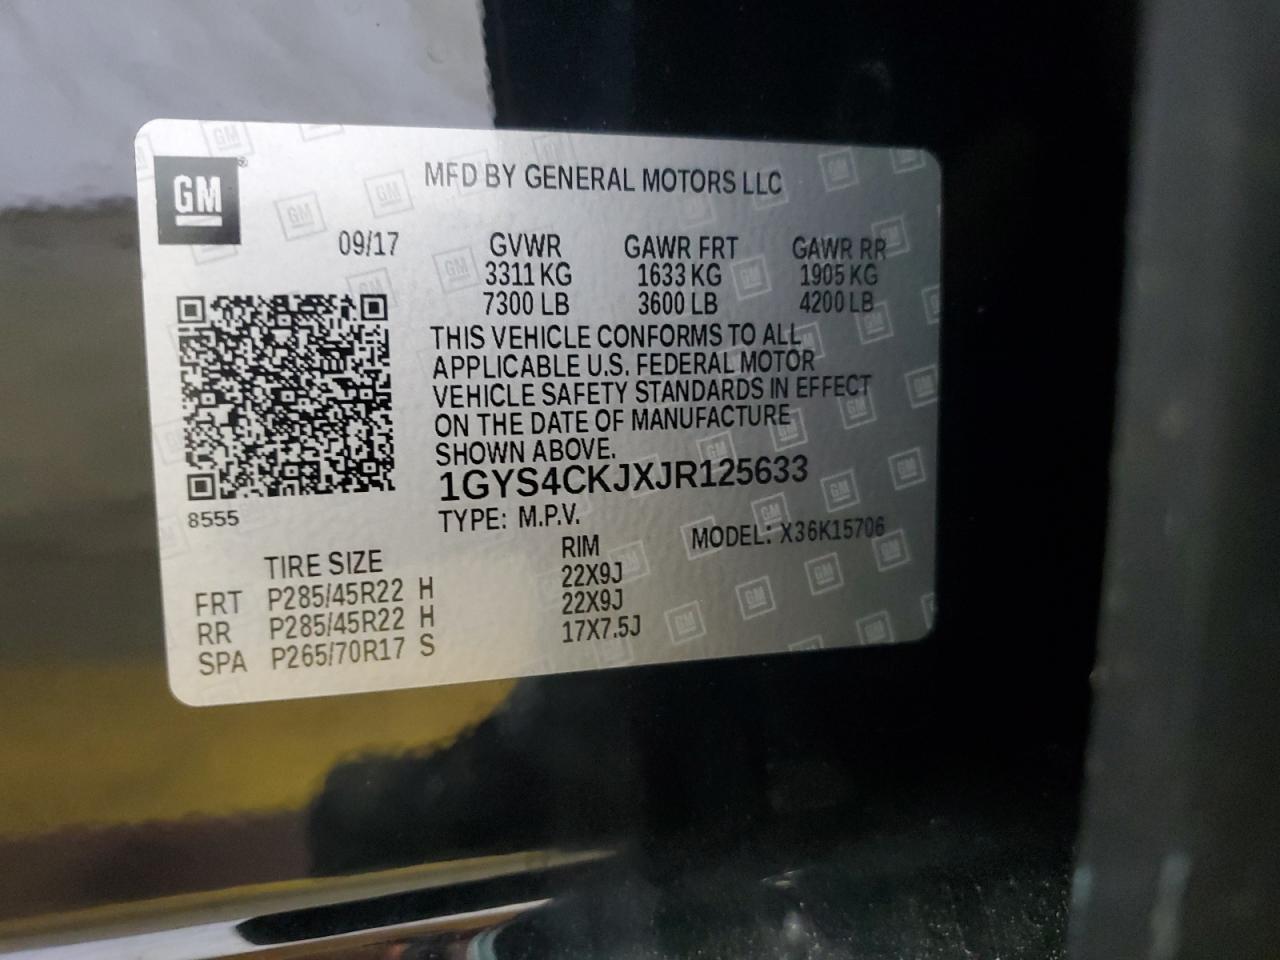 GM
MFD BY GENERAL MOTORS LLC
09/17 GVWR GAWR FRT GAWR RR
3311 KG 1633 KG 1905 KG
7300 LB 3600 LB 4200 LB
THIS VEHICLE CONFORMS TO ALL
APPLICABLE U.S. FEDERAL MOTOR
VEHICLE SAFETY STANDARDS IN EFFECT
ON THE DATE OF MANUFACTURE
SHOWN ABOVE.
1GYS4CKJXJR125633
8555
TYPE: M.P.V. MODEL: X36K15706
TIRE SIZE RIM
FRT P285/45R22 H 22X9J
RR P285/45R22 H 22X9J
SPA P265/70R17 S 17X7.5J